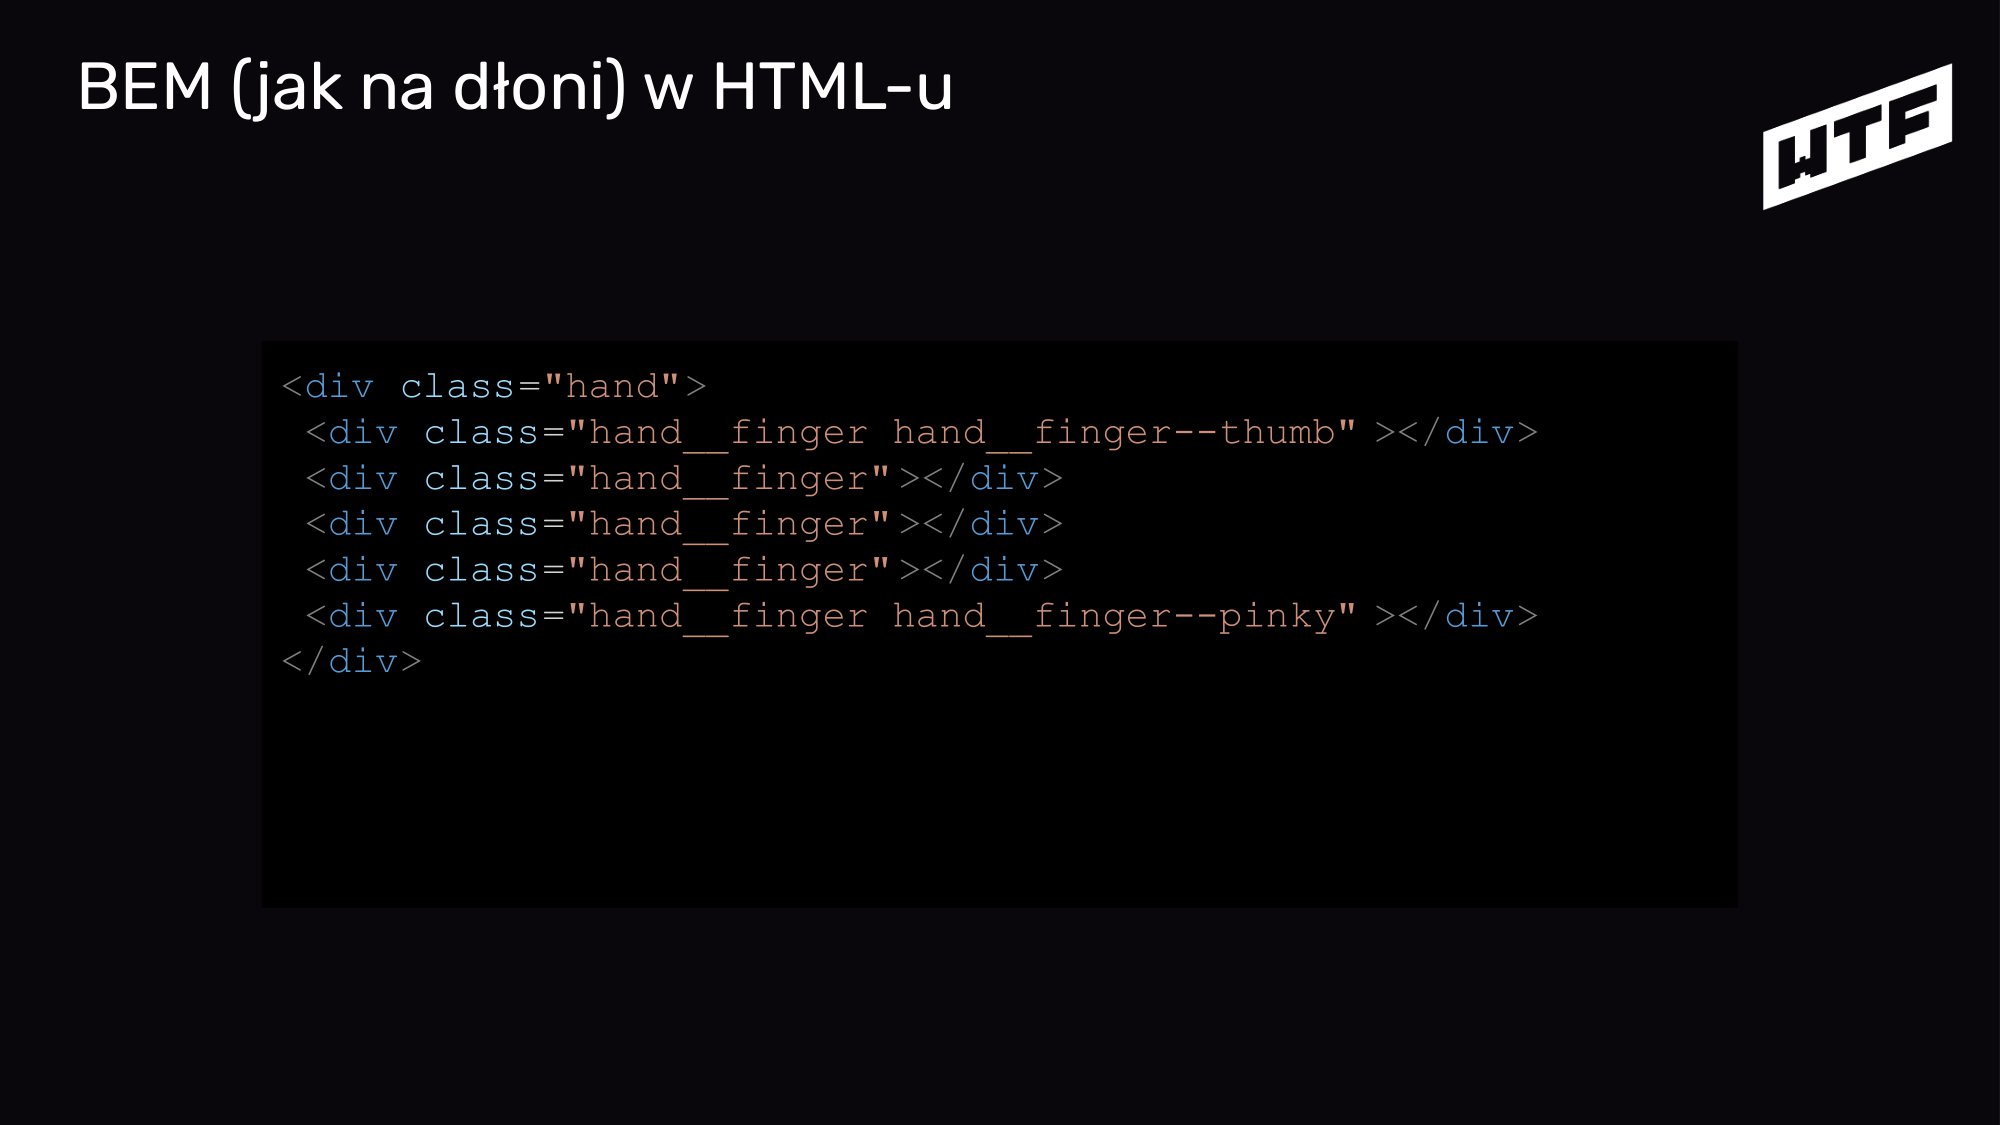 BEM (jak na dłoni) w HTML-u
WTF
<div class="hand">
<div class="hand__finger hand__finger--thumb" ></div>
<div class="hand__finger"></div>
<div class="hand__finger"></div>
<div class="hand__finger"></div>
<div class="hand__finger hand__finger--pinky" ></div>
</div>